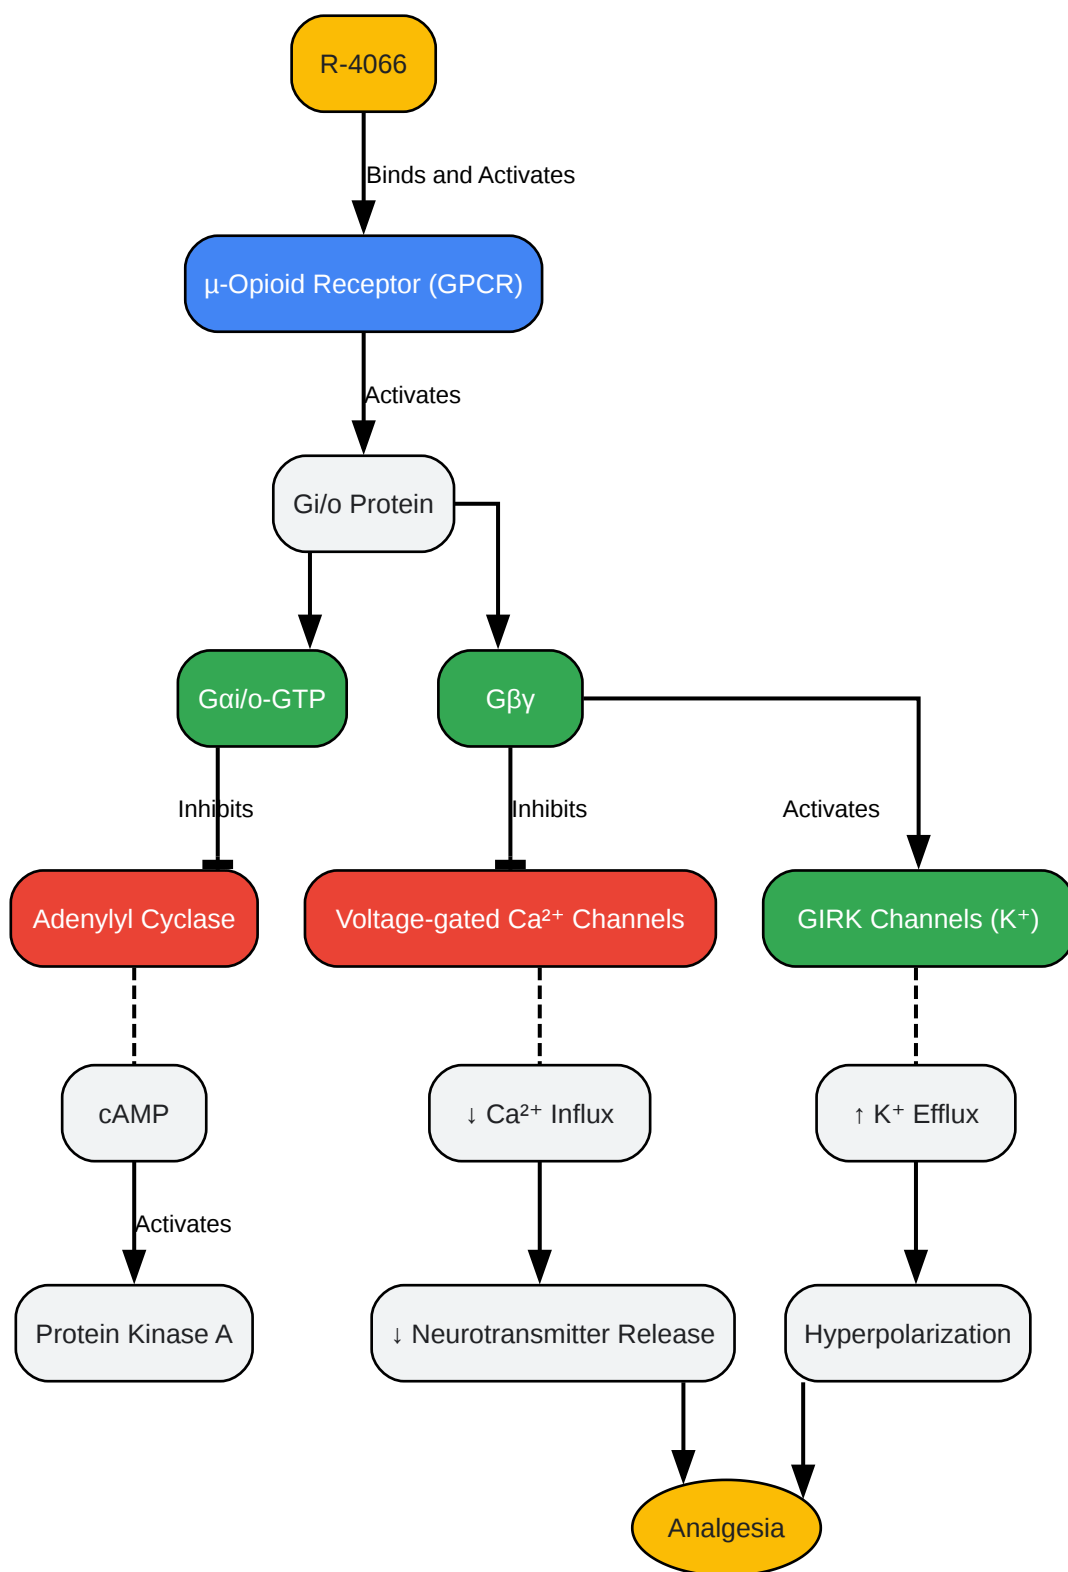 R-4066
Binds and Activates
µ-Opioid Receptor (GPCR)
Activates
Gi/o Protein
Gαi/o-GTP
Gβγ
Inhibits
Inhibits
Activates
Adenylyl Cyclase
Voltage-gated Ca²⁺ Channels
GIRK Channels (K⁺)
cAMP
↓ Ca²⁺ Influx
↑ K⁺ Efflux
Activates
Protein Kinase A
↓ Neurotransmitter Release
Hyperpolarization
Analgesia